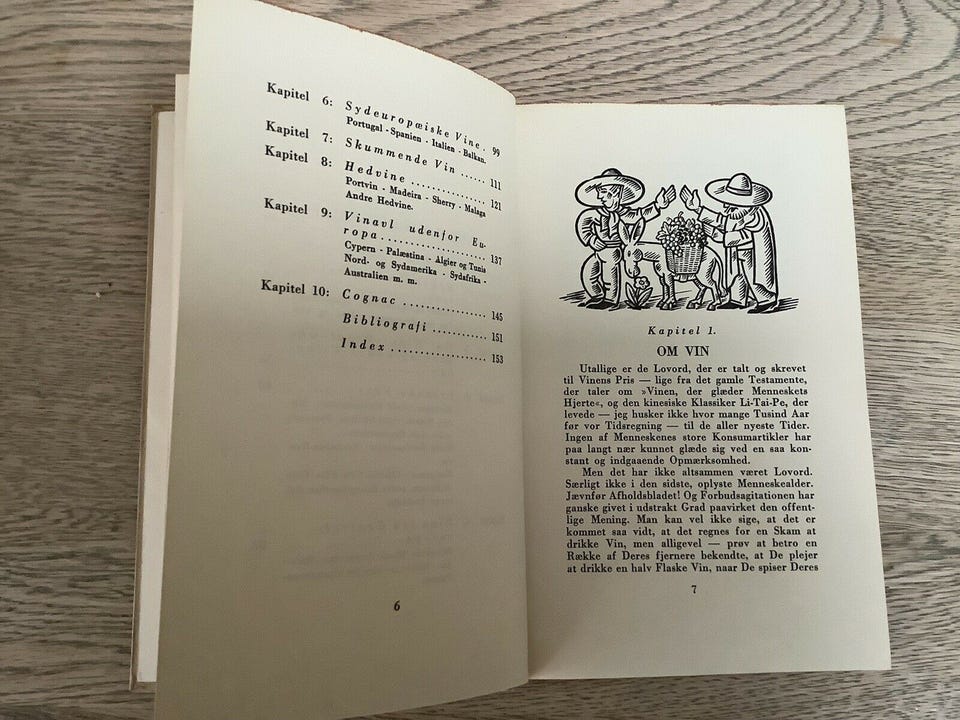 Kapitel 6: Sydeuropæiske Vine . 99
Portugal - Spanien - Italien - Balkan.
Kapitel 7: Skummende Vin ...... 111
Kapitel 8: Hedvine ................ 121
Portvin - Madeira - Sherry - Malaga
Andre Hedvine.
Kapitel 9: Vinavl udenfor Eu-
ropa .................... 137
Cypern - Palæstina - Algier og Tunis
Nord- og Sydamerika - Sydafrika -
Australien m. m.
Kapitel 10: Cognac ................ 145
Bibliografi ........... 151
Index .................. 153
6
Kapitel 1.
OM VIN
Utallige er de Lovord, der er talt og skrevet
til Vinens Pris — lige fra det gamle Testamente,
der taler om »Vinen, der glæder Menneskets
Hjerte«, og den kinesiske Klassiker Li-Tai-Pe, der
levede — jeg husker ikke hvor mange Tusind Aar
før vor Tidsregning — til de aller nyeste Tider.
Ingen af Menneskenes store Konsumartikler har
paa langt nær kunnet glæde sig ved en saa kon-
stant og indgaaende Opmærksomhed.
Men det har ikke altsammen været Lovord.
Særligt ikke i den sidste, oplyste Menneskealder.
Jævnfør Afholdsbladet! Og Forbudsagitationen har
ganske givet i udstrakt Grad paavirket den offent-
lige Mening. Man kan vel ikke sige, at det er
kommet saa vidt, at det regnes for en Skam at
drikke Vin, men alligevel — prøv at betro en
Række af Deres fjernere bekendte, at De plejer
at drikke en halv Flaske Vin, naar De spiser Deres
7